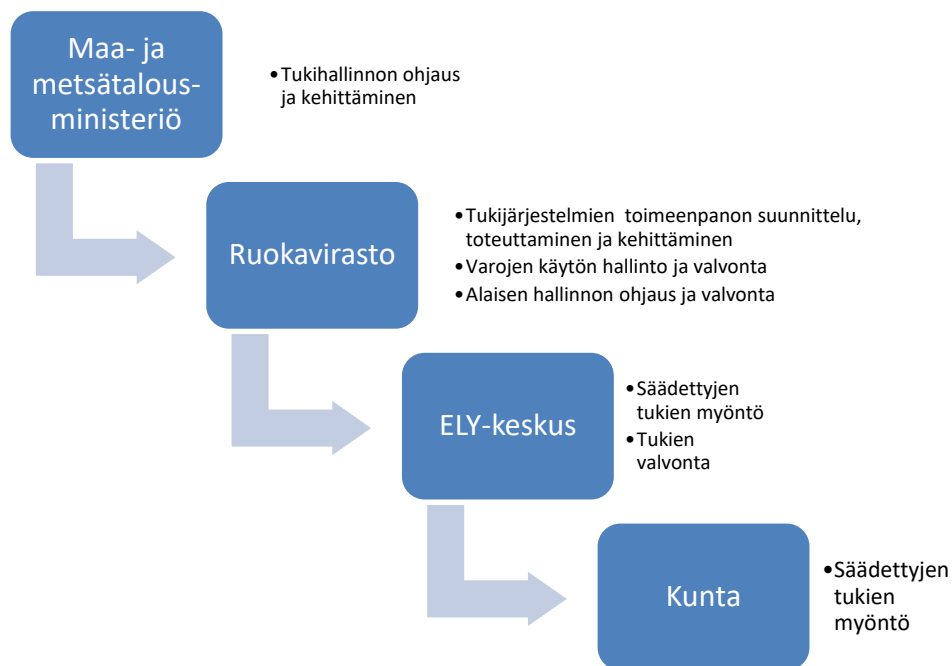 Maa- ja
metsätalous-
ministeriö
•Tukihallinnon ohjaus
ja kehittäminen
Ruokavirasto
•Tukijärjestelmien toimeenpanon suunnittelu,
toteuttaminen ja kehittäminen
•Varojen käytön hallinto ja valvonta
•Alaisen hallinnon ohjaus ja valvonta
ELY-keskus
•Säädettyjen
tukien myöntö
•Tukien
valvonta
Kunta
•Säädettyjen
tukien
myöntö